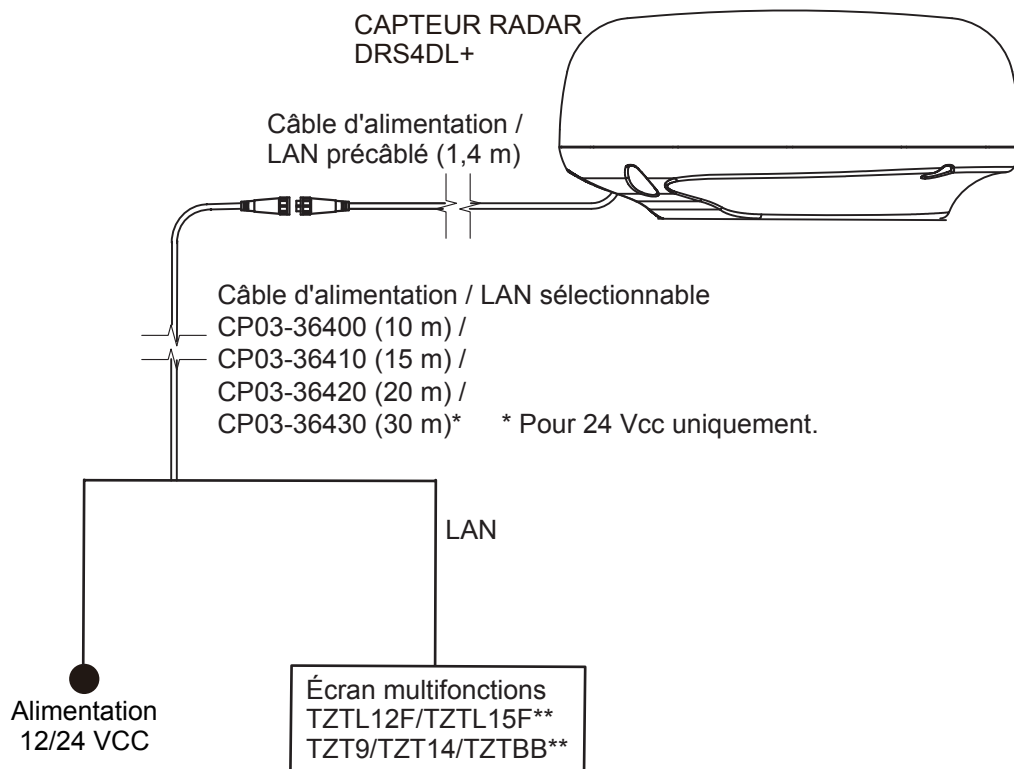 CAPTEUR RADAR
DRS4DL+
Câble d'alimentation /
LAN précâblé (1,4 m)
Câble d'alimentation / LAN sélectionnable
CP03-36400 (10 m) /
CP03-36410 (15 m) /
CP03-36420 (20 m) /
CP03-36430 (30 m)* * Pour 24 Vcc uniquement.
LAN
Alimentation
12/24 VCC
Écran multifonctions
TZTL12F/TZTL15F**
TZT9/TZT14/TZTBB**